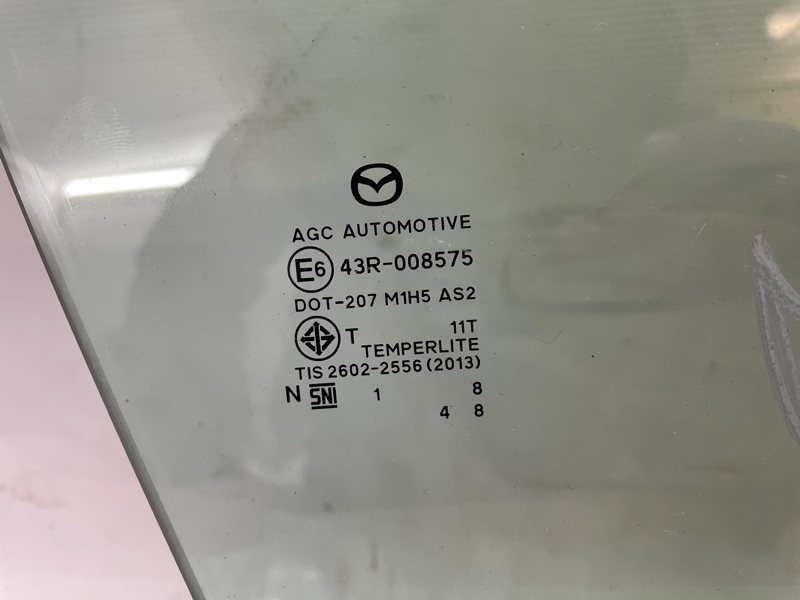 AGC AUTOMOTIVE
E6 43R-008575
DOT-207 M1H5 AS2
T 11T
TEMPERLITE
TIS 2602-2556 (2013)
N SNI 1 8
4 8